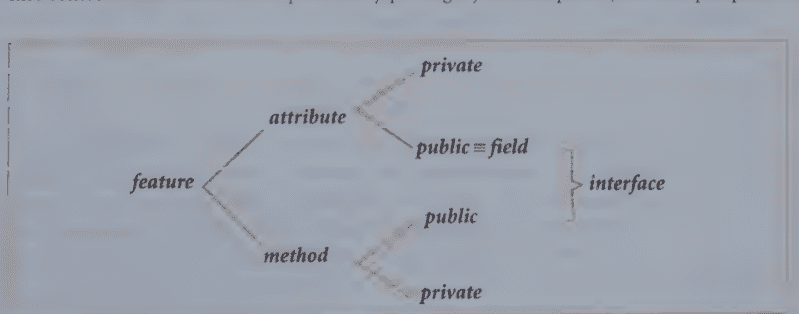 private
attribute
public ≡ field
feature
interface
public
method
private